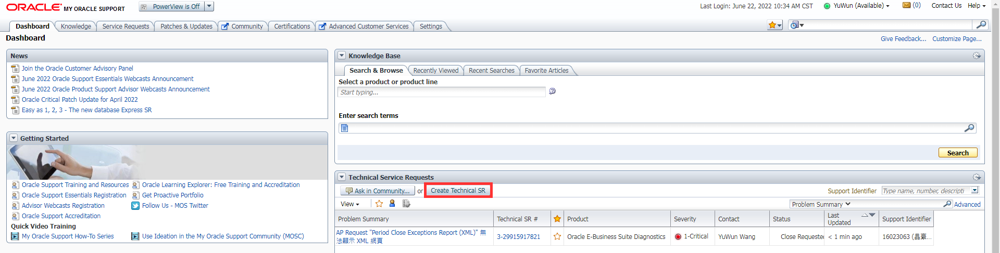 ORACLE MY ORACLE SUPPORT PowerView is Off Last Login: June 22, 2022 10:34 AM CST YuWun (Available) (0) Contact Us Help
Dashboard Knowledge Service Requests Patches & Updates Community Certifications Advanced Customer Services Settings
Dashboard Give Feedback... Customize Page...
News
Join the Oracle Customer Advisory Panel
June 2022 Oracle Support Essentials Webcasts Announcement
June 2022 Oracle Product Support Advisor Webcasts Announcement
Oracle Critical Patch Update for April 2022
Easy as 1, 2, 3 - The new database Express SR
Getting Started
Oracle Support Training and Resources Oracle Learning Explorer: Free Training and Accreditation
Oracle Support Essentials Registration Get Proactive Portfolio
Advisor Webcasts Registration Follow Us - MOS Twitter
Oracle Support Accreditation
Quick Video Training
My Oracle Support How-To Series Use Ideation in the My Oracle Support Community (MOSC)
Knowledge Base
Search & Browse Recently Viewed Recent Searches Favorite Articles
Select a product or product line
Start typing...
Enter search terms
Search
Technical Service Requests
Ask in Community... or Create Technical SR Support Identifier Type name, number, descripti
View Problem Summary Advanced
Problem Summary Technical SR # Product Severity Contact Status Last Updated Support Identifier
AP Request "Period Close Exceptions Report (XML)" 無
法顯示 XML 網頁 3-29915917821 Oracle E-Business Suite Diagnostics 1-Critical YuWun Wang Close Requested < 1 min ago 16023063 (晶豪...